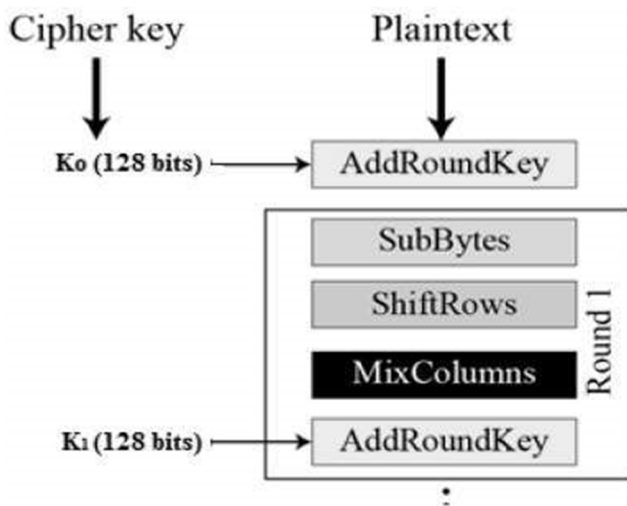 Cipher key
Plaintext
K0 (128 bits)
AddRoundKey
SubBytes
ShiftRows
MixColumns
Round 1
K1 (128 bits)
AddRoundKey